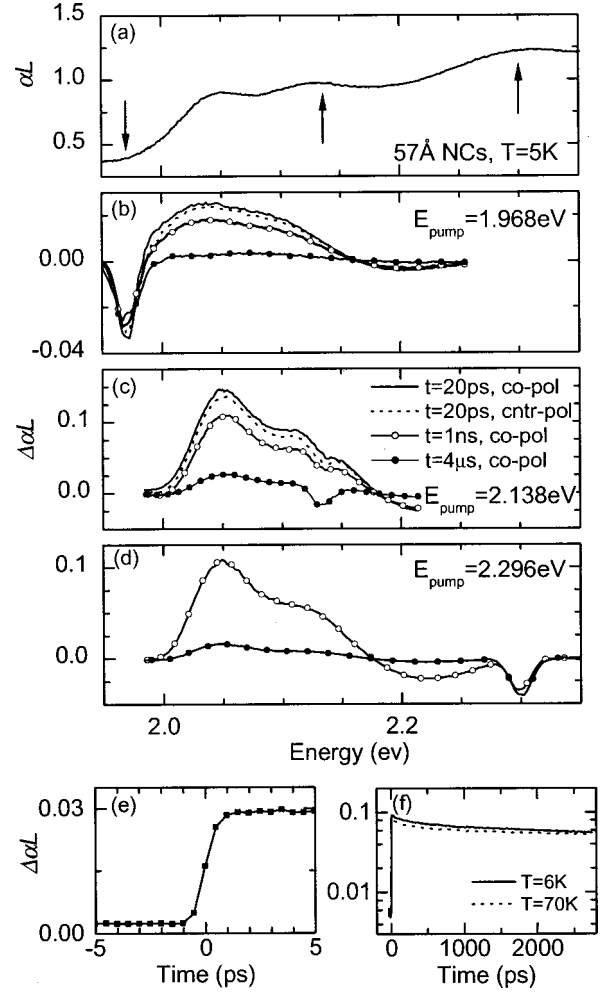 (a)
1.5
1.0
0.5
αL
57Å NCs, T=5K
(b)
E_pump=1.968eV
0.00
-0.04
(c)
t=20ps, co-pol
t=20ps, cntr-pol
t=1ns, co-pol
t=4μs, co-pol
E_pump=2.138eV
0.1
0.0
ΔαL
(d)
E_pump=2.296eV
0.1
0.0
2.0 2.2
Energy (ev)
(e)
0.03
0.00
ΔαL
-5 0 5
Time (ps)
(f)
0.1
0.01
T=6K
T=70K
0 1000 2000
Time (ps)